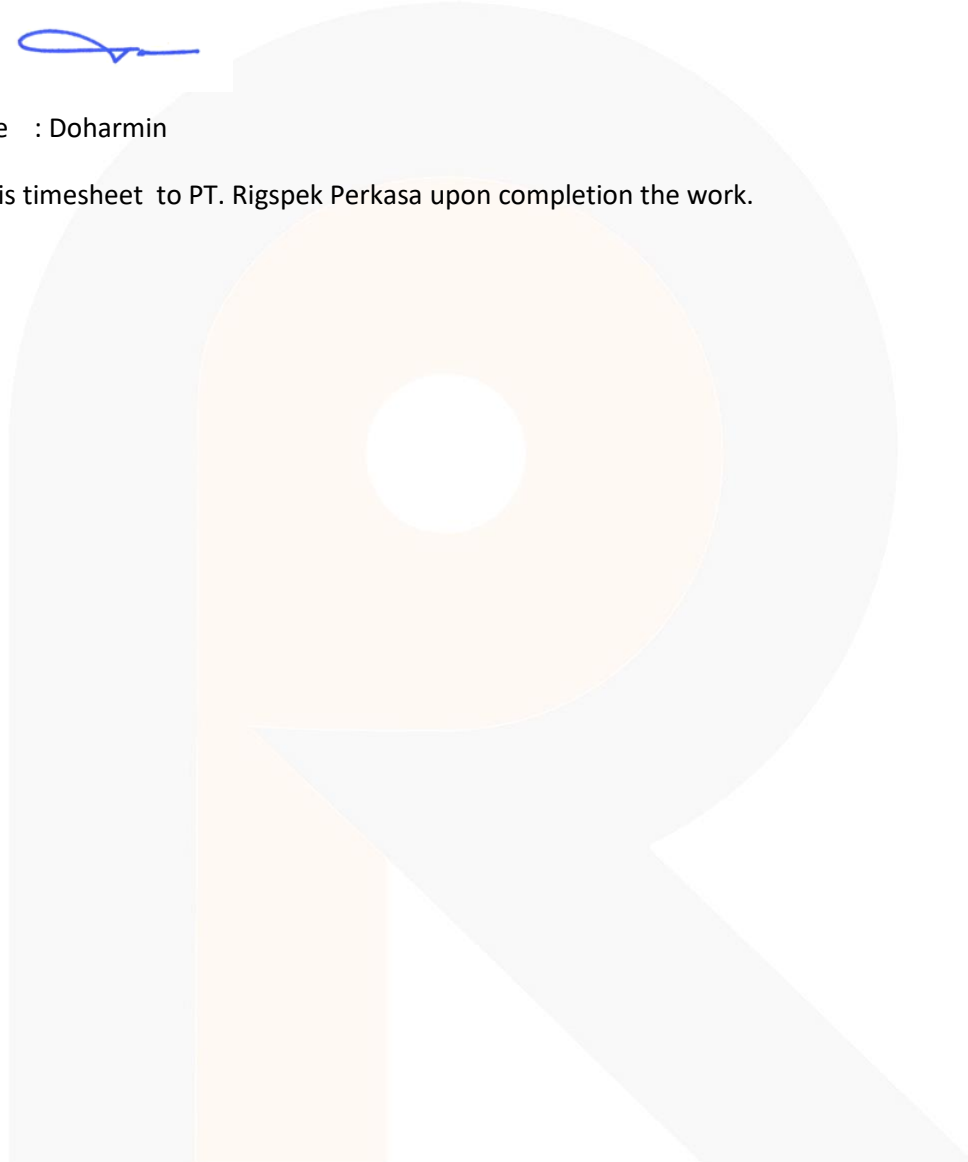 e : Doharmin
is timesheet to PT. Rigspek Perkasa upon completion the work.